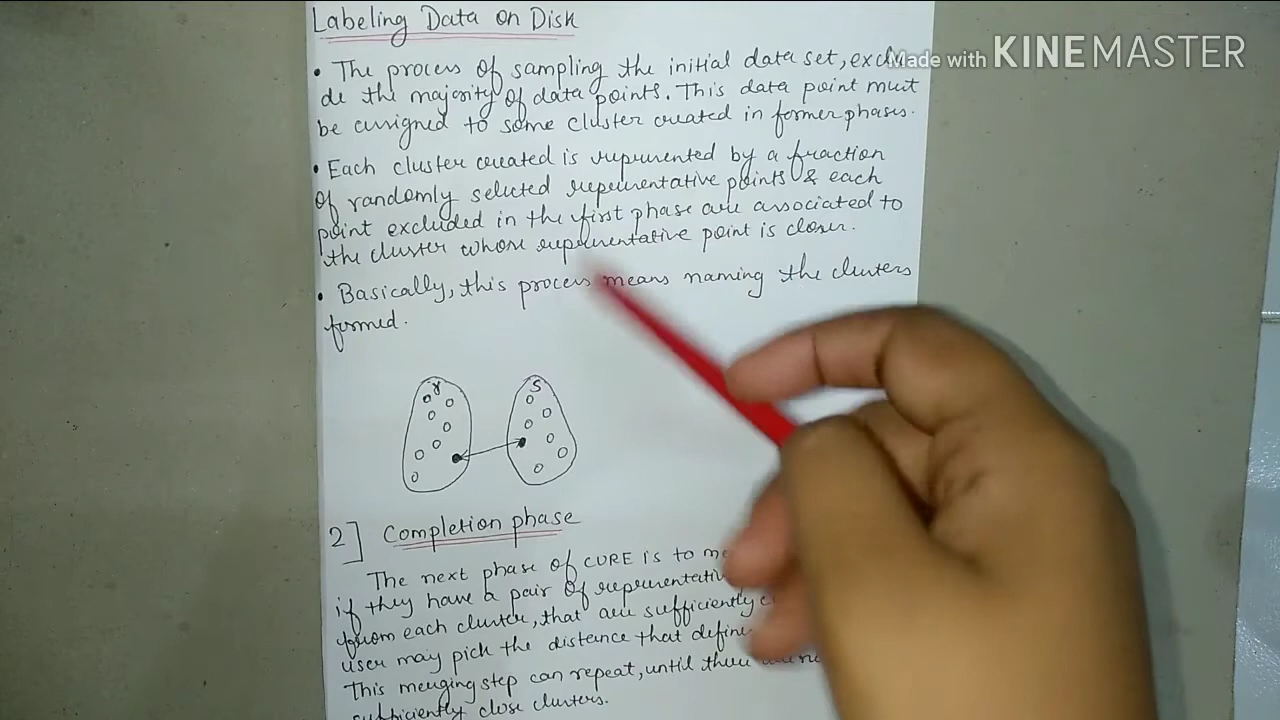 Labeling Data on Disk
Made with KINEMASTER
• The process of sampling the initial data set, exclu
de the majority of data points. This data point must
be assigned to some cluster created in former phases.
• Each cluster created is represented by a fraction
of randomly selected representative points & each
point excluded in the first phase are associated to
the cluster whose representative point is closer.
• Basically, this process means naming the clusters
formed.
r
S
2] Completion phase
The next phase of CURE is to
if they have a pair of
from each cluster, that are sufficiently
user may pick the distance that
This merging step can repeat, until there
sufficiently close clusters.